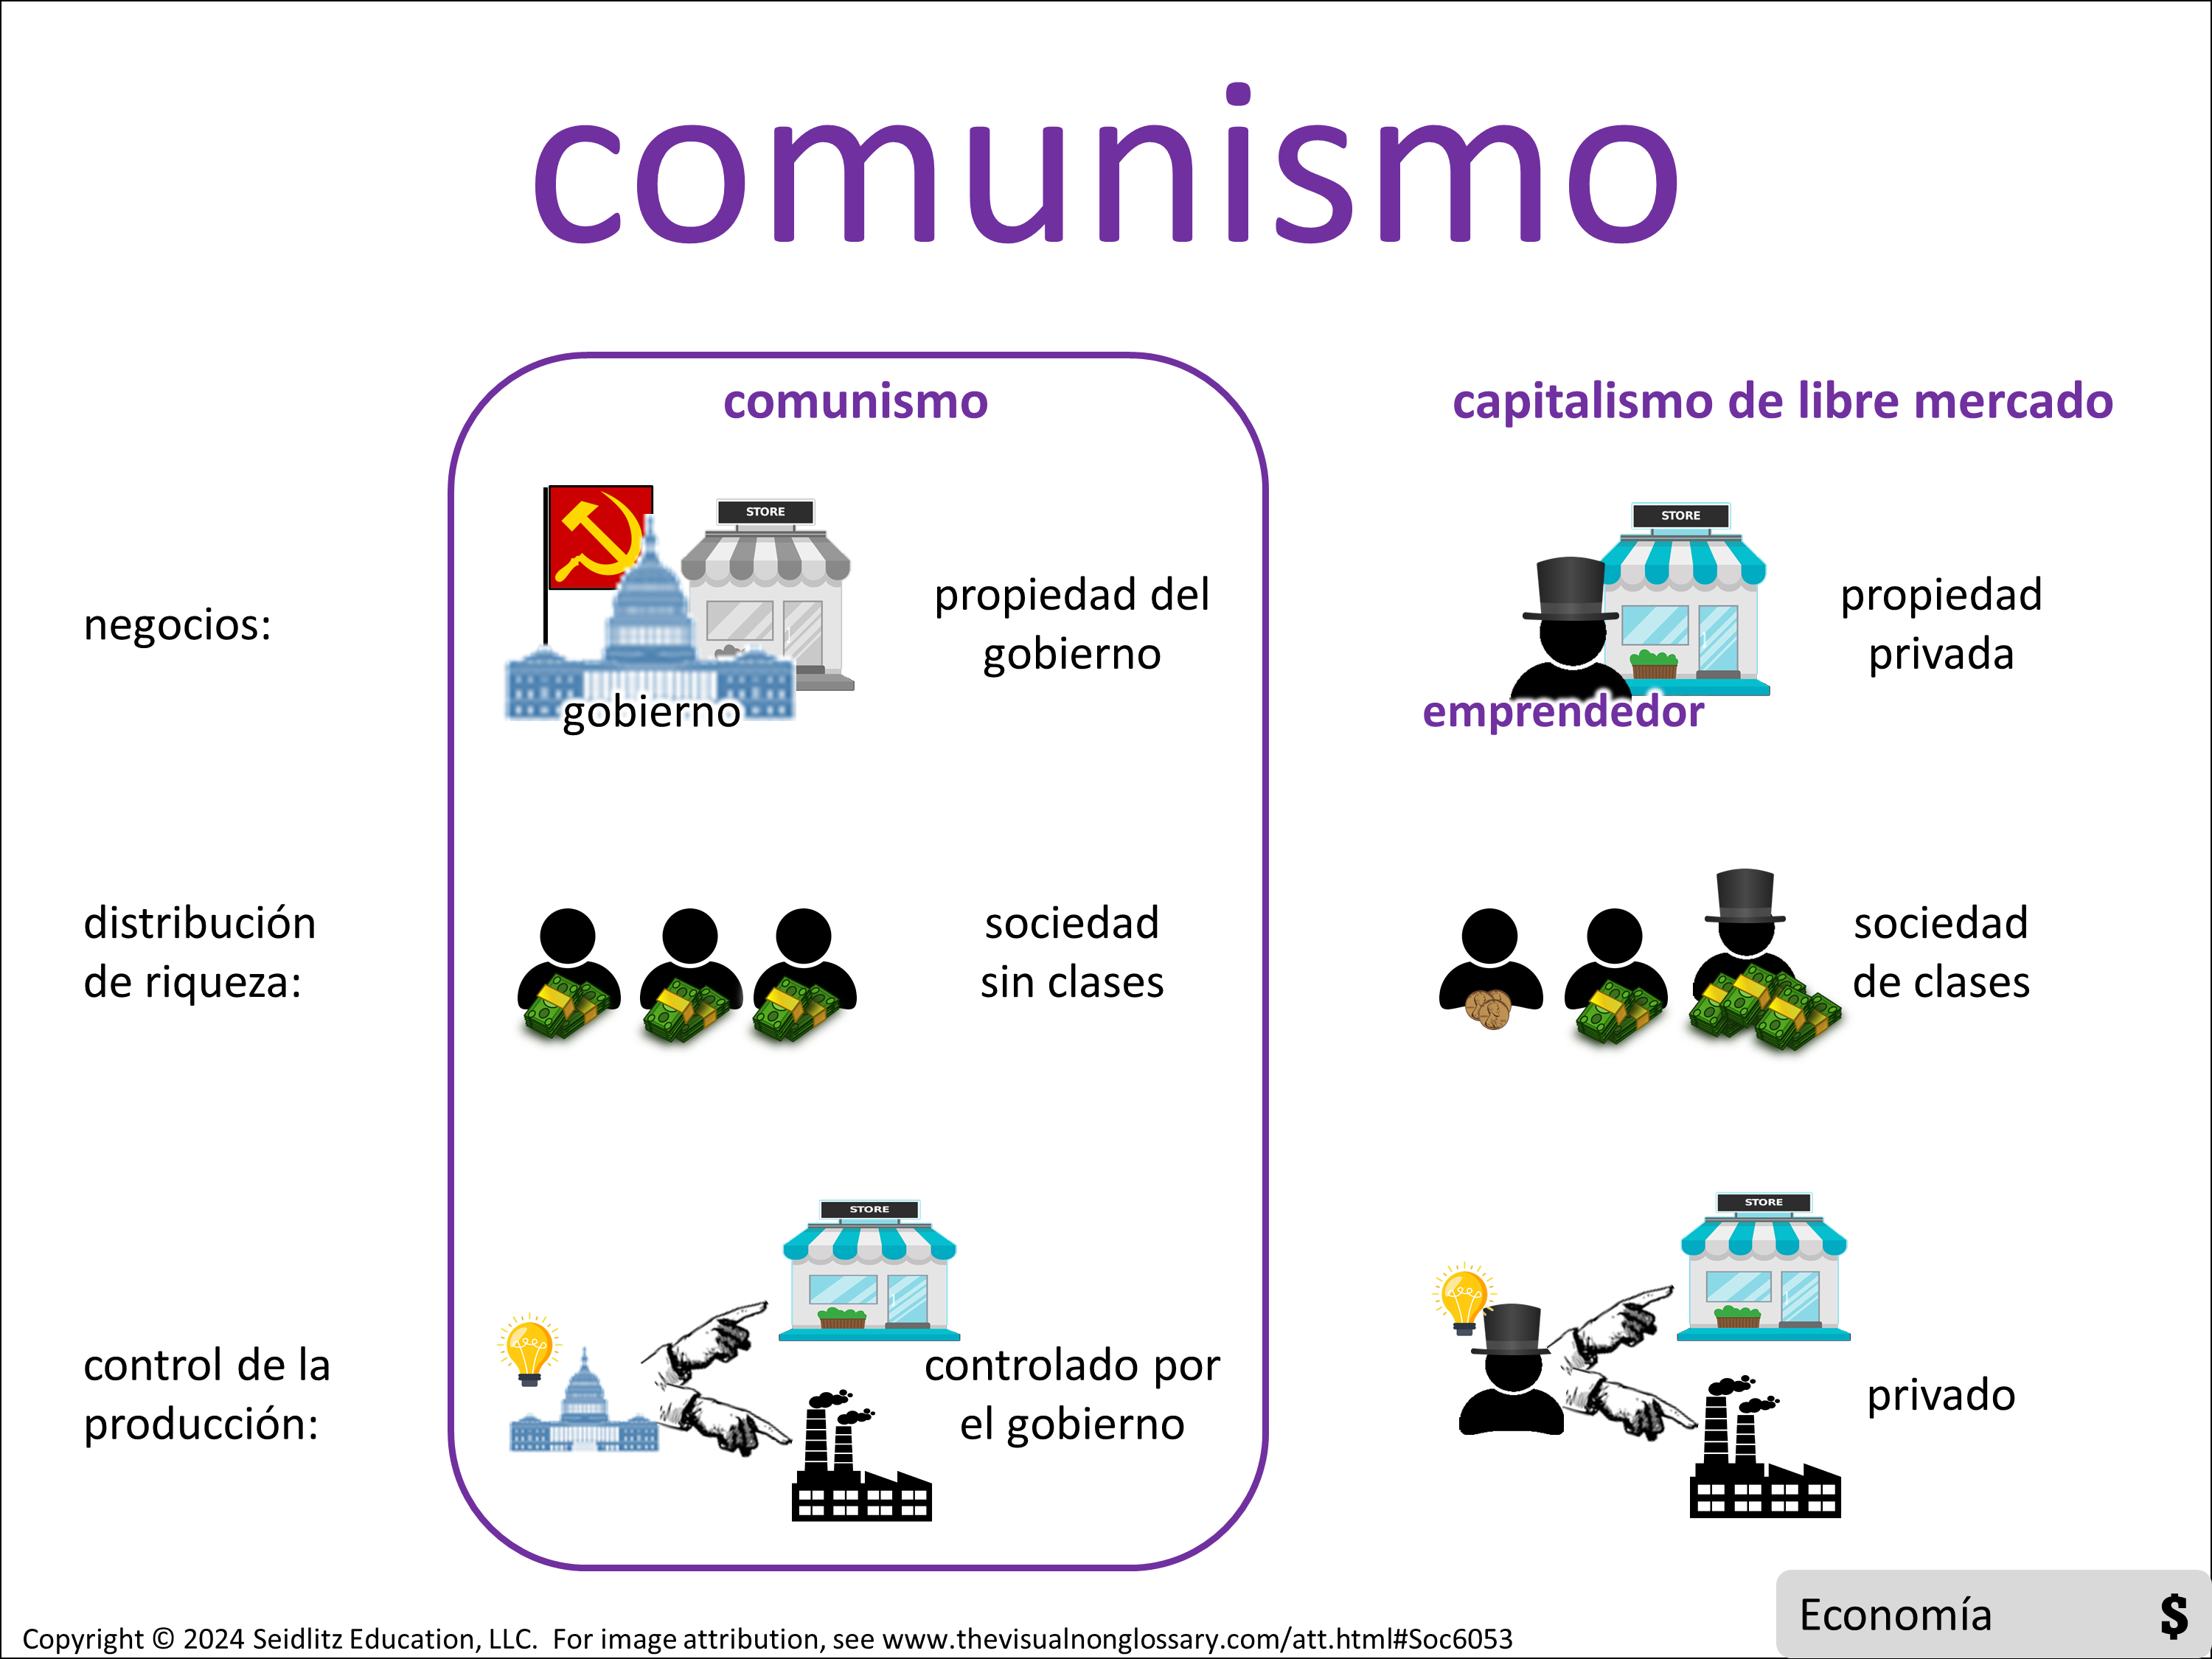 comunismo
comunismo
capitalismo de libre mercado
negocios:
STORE
gobierno
propiedad del
gobierno
STORE
emprendedor
propiedad
privada
distribución
de riqueza:
sociedad
sin clases
sociedad
de clases
control de la
producción:
STORE
controlado por
el gobierno
STORE
privado
Economía $
Copyright © 2024 Seidlitz Education, LLC.  For image attribution, see www.thevisualnonglossary.com/att.html#Soc6053